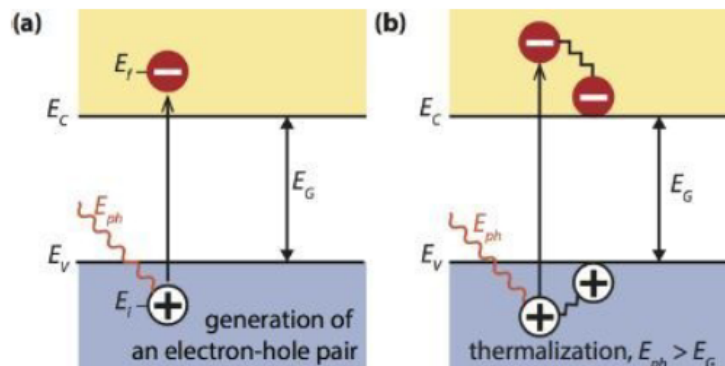 (a)
E_f
E_C
E_G
E_ph
E_V
E_i
generation of
an electron-hole pair
(b)
E_C
E_G
E_ph
E_V
thermalization, E_ph > E_G